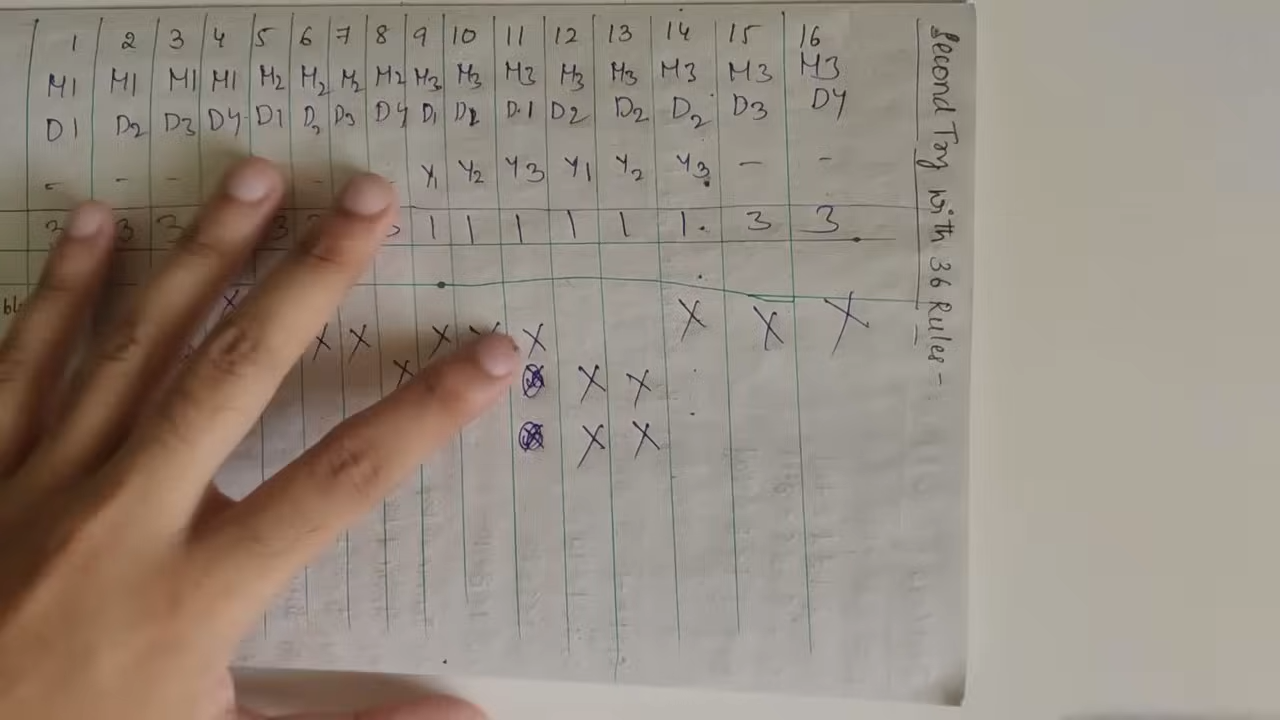 1 2 3 4 5 6 7 8 9 10 11 12 13 14 15 16
M1 M1 M1 M1 M2 M2 M2 M2 M3 M3 M3 M3 M3 M3 M3 M3
D1 D2 D3 D4 D1 D2 D3 D4 D1 D1 D2 D2 D2 D3 D4
- - - - - Y1 Y2 Y3 Y1 Y2 Y3 - -
3 3 3 3 1 1 1 1 1 1 3 3
X X X X
X X X X X X
X X X X
X X X
Second Try with 36 Rules -